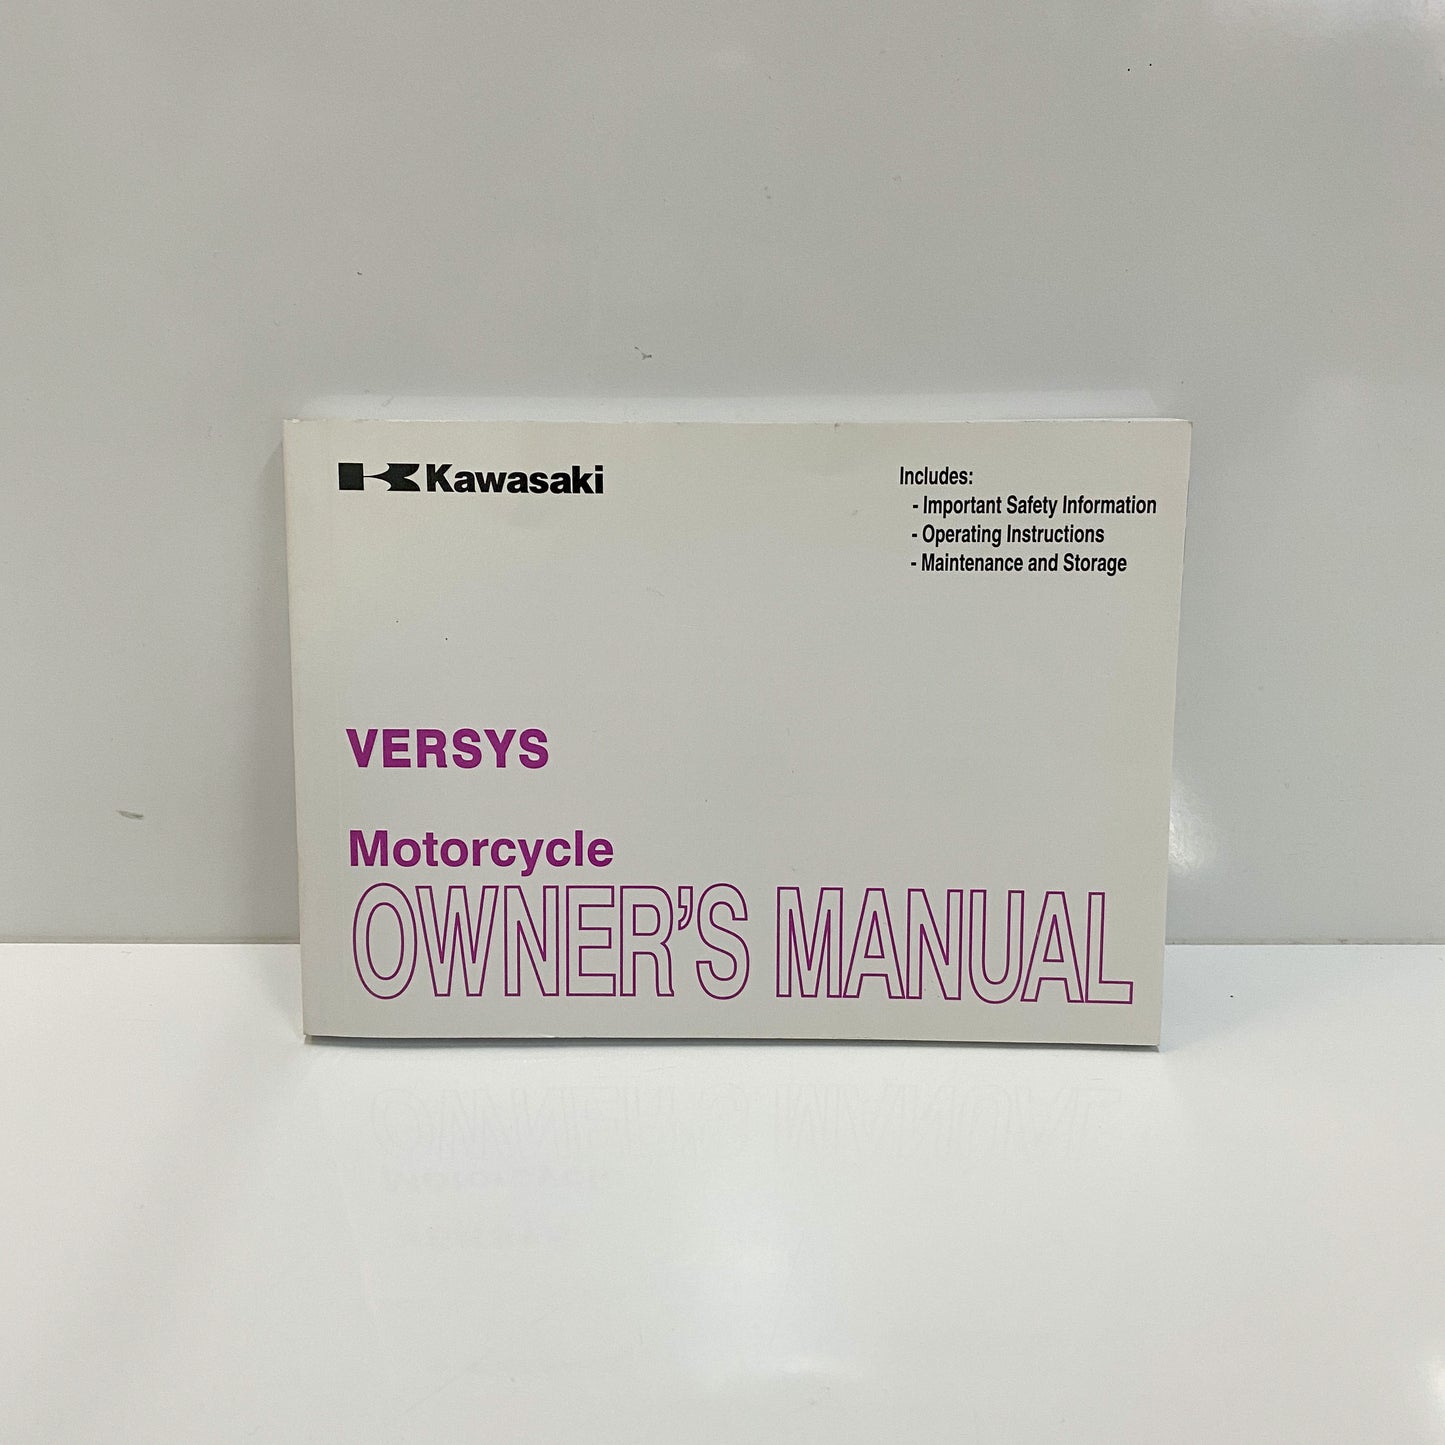 Kawasaki
Includes:
- Important Safety Information
- Operating Instructions
- Maintenance and Storage
VERSYS
Motorcycle
OWNER'S MANUAL